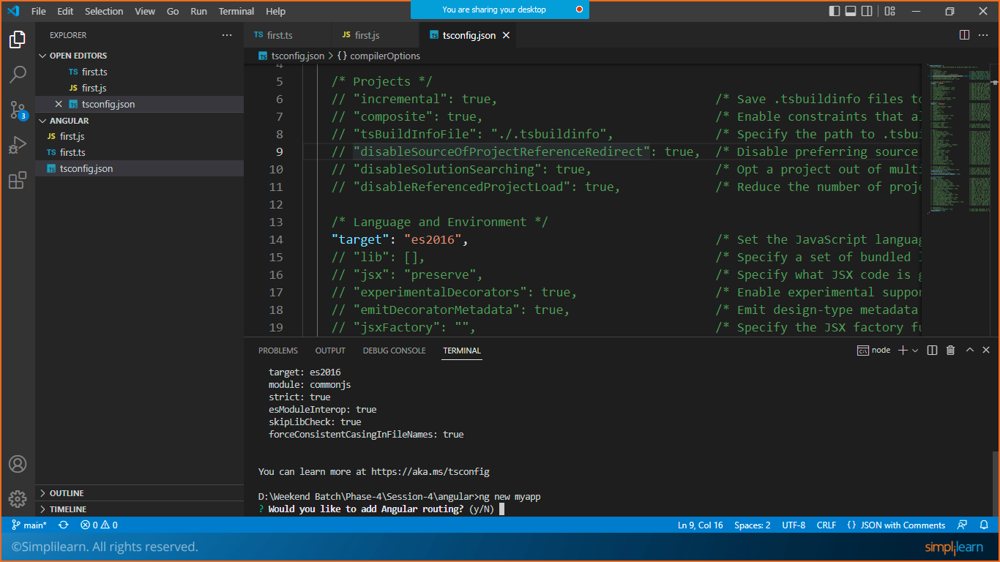 File Edit Selection View Go Run Terminal Help
You are sharing your desktop
EXPLORER
OPEN EDITORS
TS first.ts
JS first.js
tsconfig.json
ANGULAR
JS first.js
TS first.ts
tsconfig.json
OUTLINE
TIMELINE
3
TS first.ts JS first.js tsconfig.json
tsconfig.json > {} compilerOptions
4
5 /* Projects */
6 // "incremental": true, /* Save .tsbuildinfo files to
7 // "composite": true, /* Enable constraints that al
8 // "tsBuildInfoFile": "./.tsbuildinfo", /* Specify the path to .tsbui
9 // "disableSourceOfProjectReferenceRedirect": true, /* Disable preferring source
10 // "disableSolutionSearching": true, /* Opt a project out of multi
11 // "disableReferencedProjectLoad": true, /* Reduce the number of proje
12
13 /* Language and Environment */
14 "target": "es2016", /* Set the JavaScript languag
15 // "lib": [], /* Specify a set of bundled
16 // "jsx": "preserve", /* Specify what JSX code is g
17 // "experimentalDecorators": true, /* Enable experimental suppor
18 // "emitDecoratorMetadata": true, /* Emit design-type metadata
19 // "jsxFactory": "", /* Specify the JSX factory fu
PROBLEMS OUTPUT DEBUG CONSOLE TERMINAL
node
target: es2016
module: commonjs
strict: true
esModuleInterop: true
skipLibCheck: true
forceConsistentCasingInFileNames: true
You can learn more at https://aka.ms/tsconfig
D:\Weekend Batch\Phase-4\Session-4\angular>ng new myapp
? Would you like to add Angular routing? (y/N)
main* 0 0 Ln 9, Col 16 Spaces: 2 UTF-8 CRLF {} JSON with Comments
©Simplilearn. All rights reserved.
simplilearn